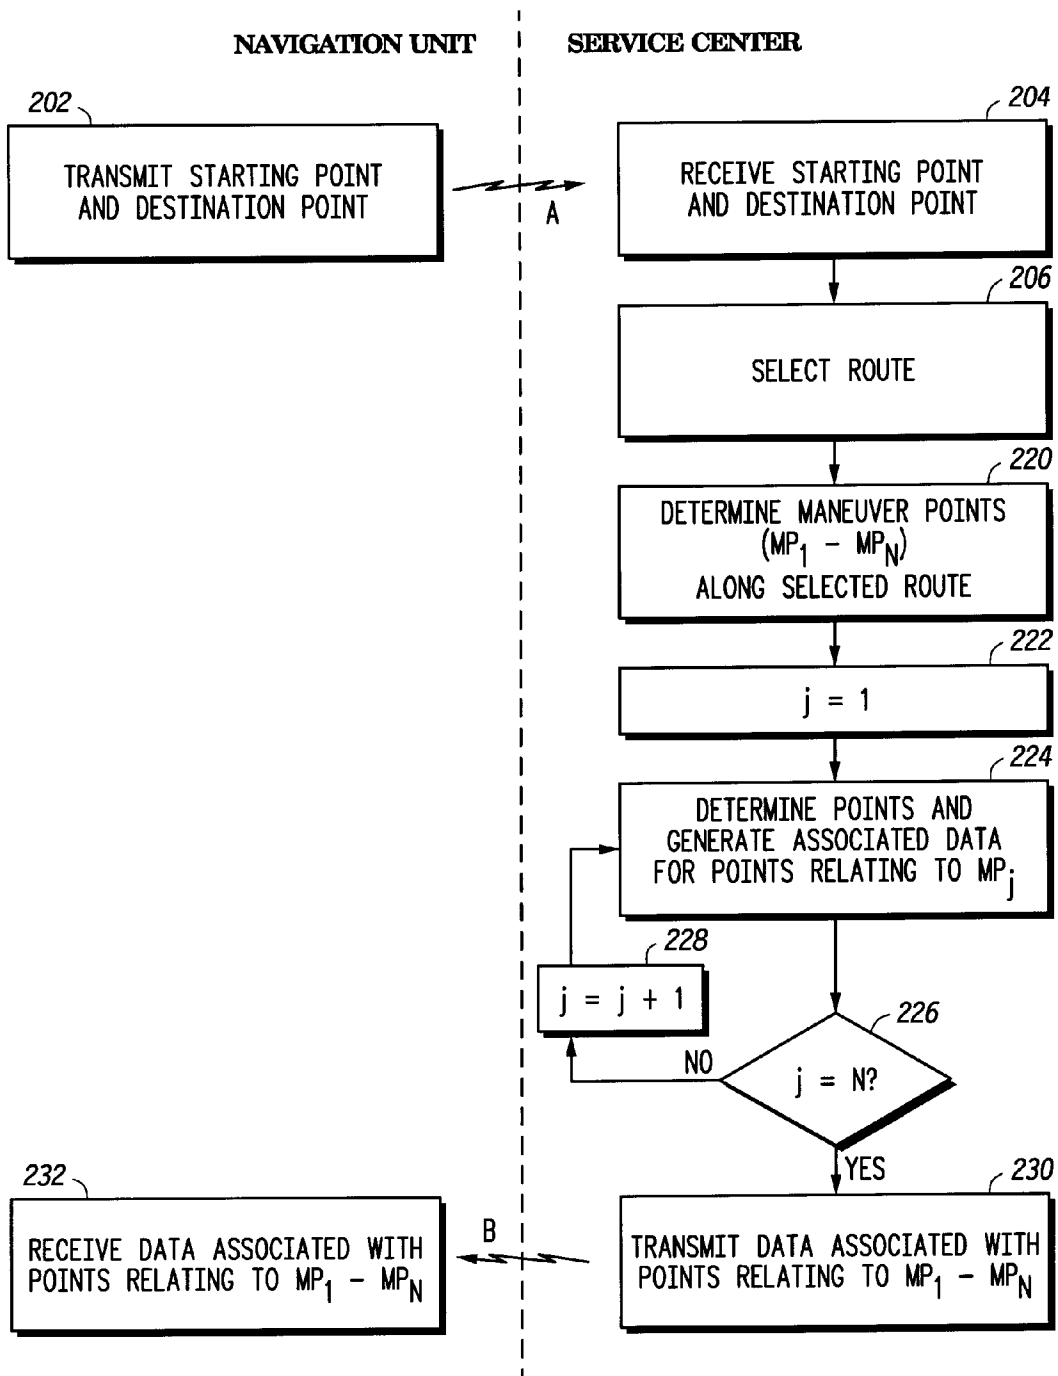 NAVIGATION UNIT
SERVICE CENTER
202
TRANSMIT STARTING POINT
AND DESTINATION POINT
A
204
RECEIVE STARTING POINT
AND DESTINATION POINT
206
SELECT ROUTE
220
DETERMINE MANEUVER POINTS
(MP1 - MPN)
ALONG SELECTED ROUTE
222
j = 1
224
DETERMINE POINTS AND
GENERATE ASSOCIATED DATA
FOR POINTS RELATING TO MPj
228
j = j + 1
226
NO
j = N?
YES
230
TRANSMIT DATA ASSOCIATED WITH
POINTS RELATING TO MP1 - MPN
B
232
RECEIVE DATA ASSOCIATED WITH
POINTS RELATING TO MP1 - MPN